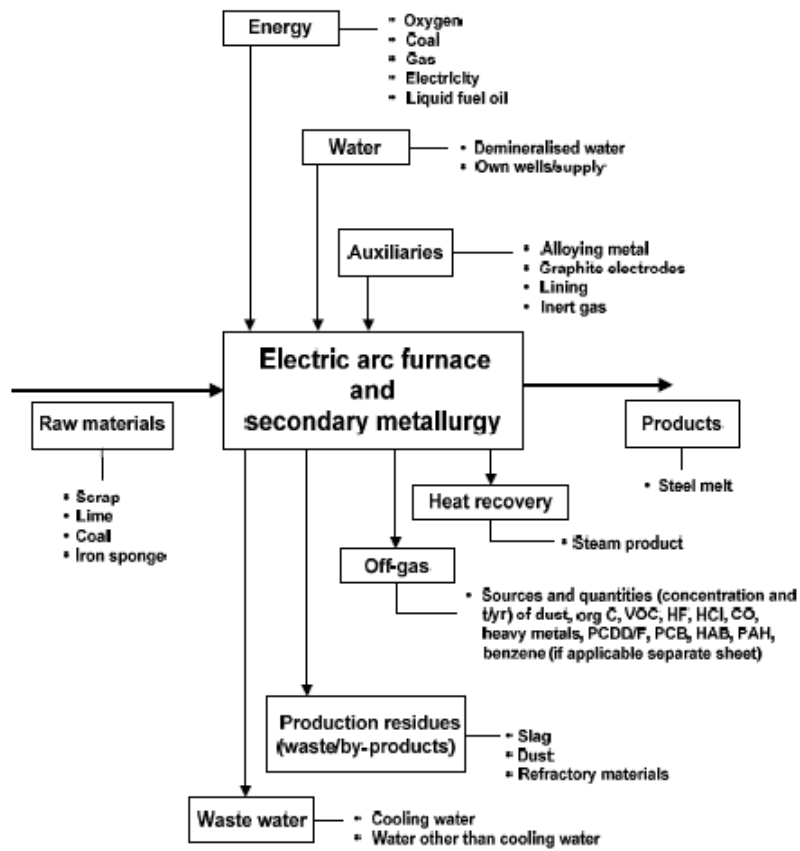 Energy
- Oxygen
- Coal
- Gas
- Electricity
- Liquid fuel oil
Water
• Demineralised water
• Own wells/supply
Auxiliaries
• Alloying metal
• Graphite electrodes
• Lining
• Inert gas
Electric arc furnace
and
secondary metallurgy
Raw materials
• Scrap
• Lime
• Coal
• Iron sponge
Products
• Steel melt
Heat recovery
• Steam product
Off-gas
• Sources and quantities (concentration and
t/yr) of dust, org C, VOC, HF, HCl, CO,
heavy metals, PCDD/F, PCB, HAB, PAH,
benzene (if applicable separate sheet)
Production residues
(waste/by-products)
• Slag
• Dust
• Refractory materials
Waste water
• Cooling water
• Water other than cooling water